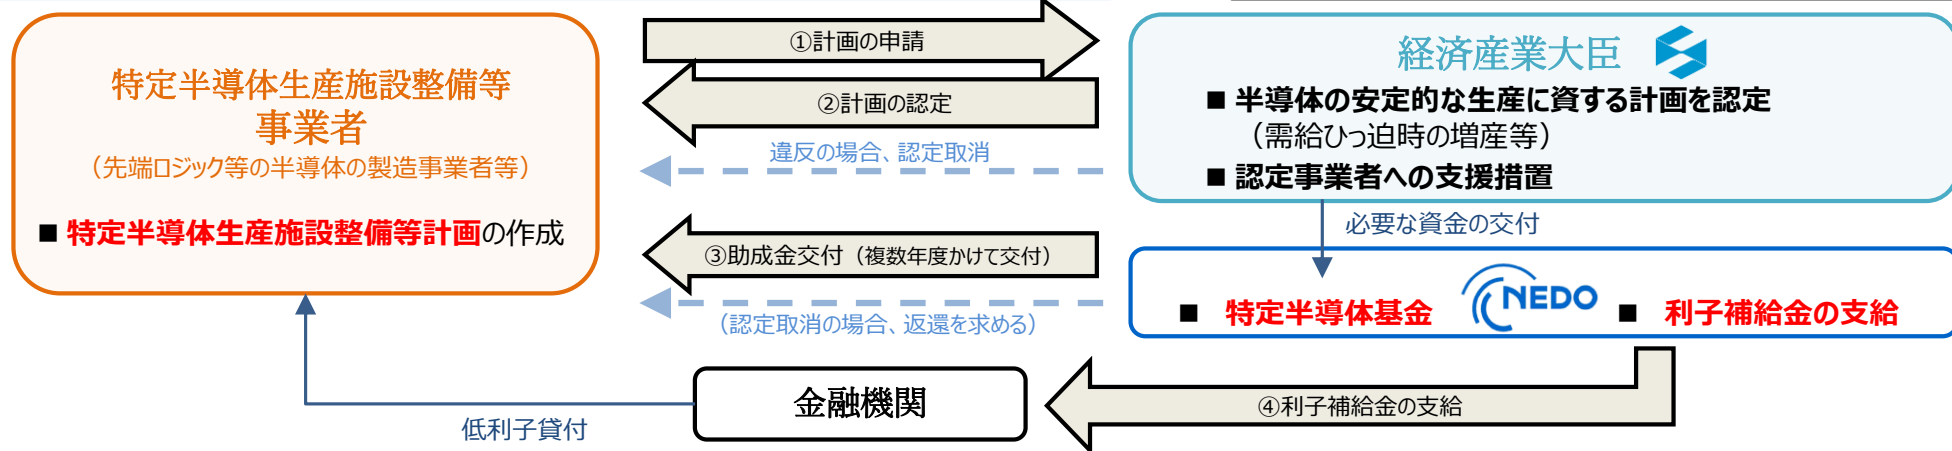 特定半導体生産施設整備等
事業者
（先端ロジック等の半導体の製造事業者等）
■ 特定半導体生産施設整備等計画の作成
①計画の申請
②計画の認定
違反の場合、認定取消
③助成金交付（複数年度かけて交付）
（認定取消の場合、返還を求める）
経済産業大臣
■ 半導体の安定的な生産に資する計画を認定
（需給ひっ迫時の増産等）
■ 認定事業者への支援措置
必要な資金の交付
■ 特定半導体基金
NEDO
■ 利子補給金の支給
金融機関
④利子補給金の支給
低利子貸付